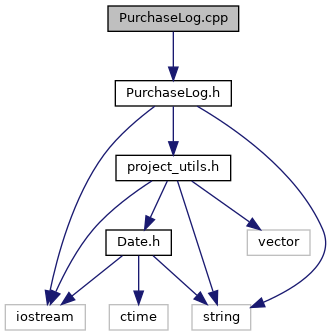 PurchaseLog.cpp
PurchaseLog.h
project_utils.h
Date.h
vector
iostream
ctime
string